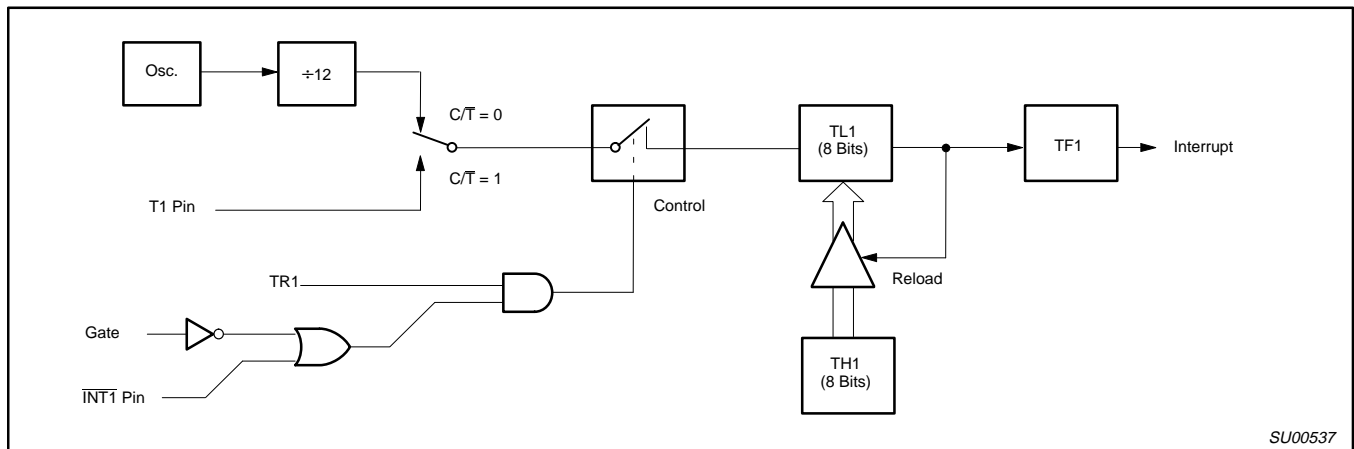 Osc.
÷12
C/T̅ = 0
C/T̅ = 1
T1 Pin
TL1
(8 Bits)
TF1
Interrupt
Control
TR1
Reload
Gate
I̅N̅T̅1̅ Pin
TH1
(8 Bits)
SU00537